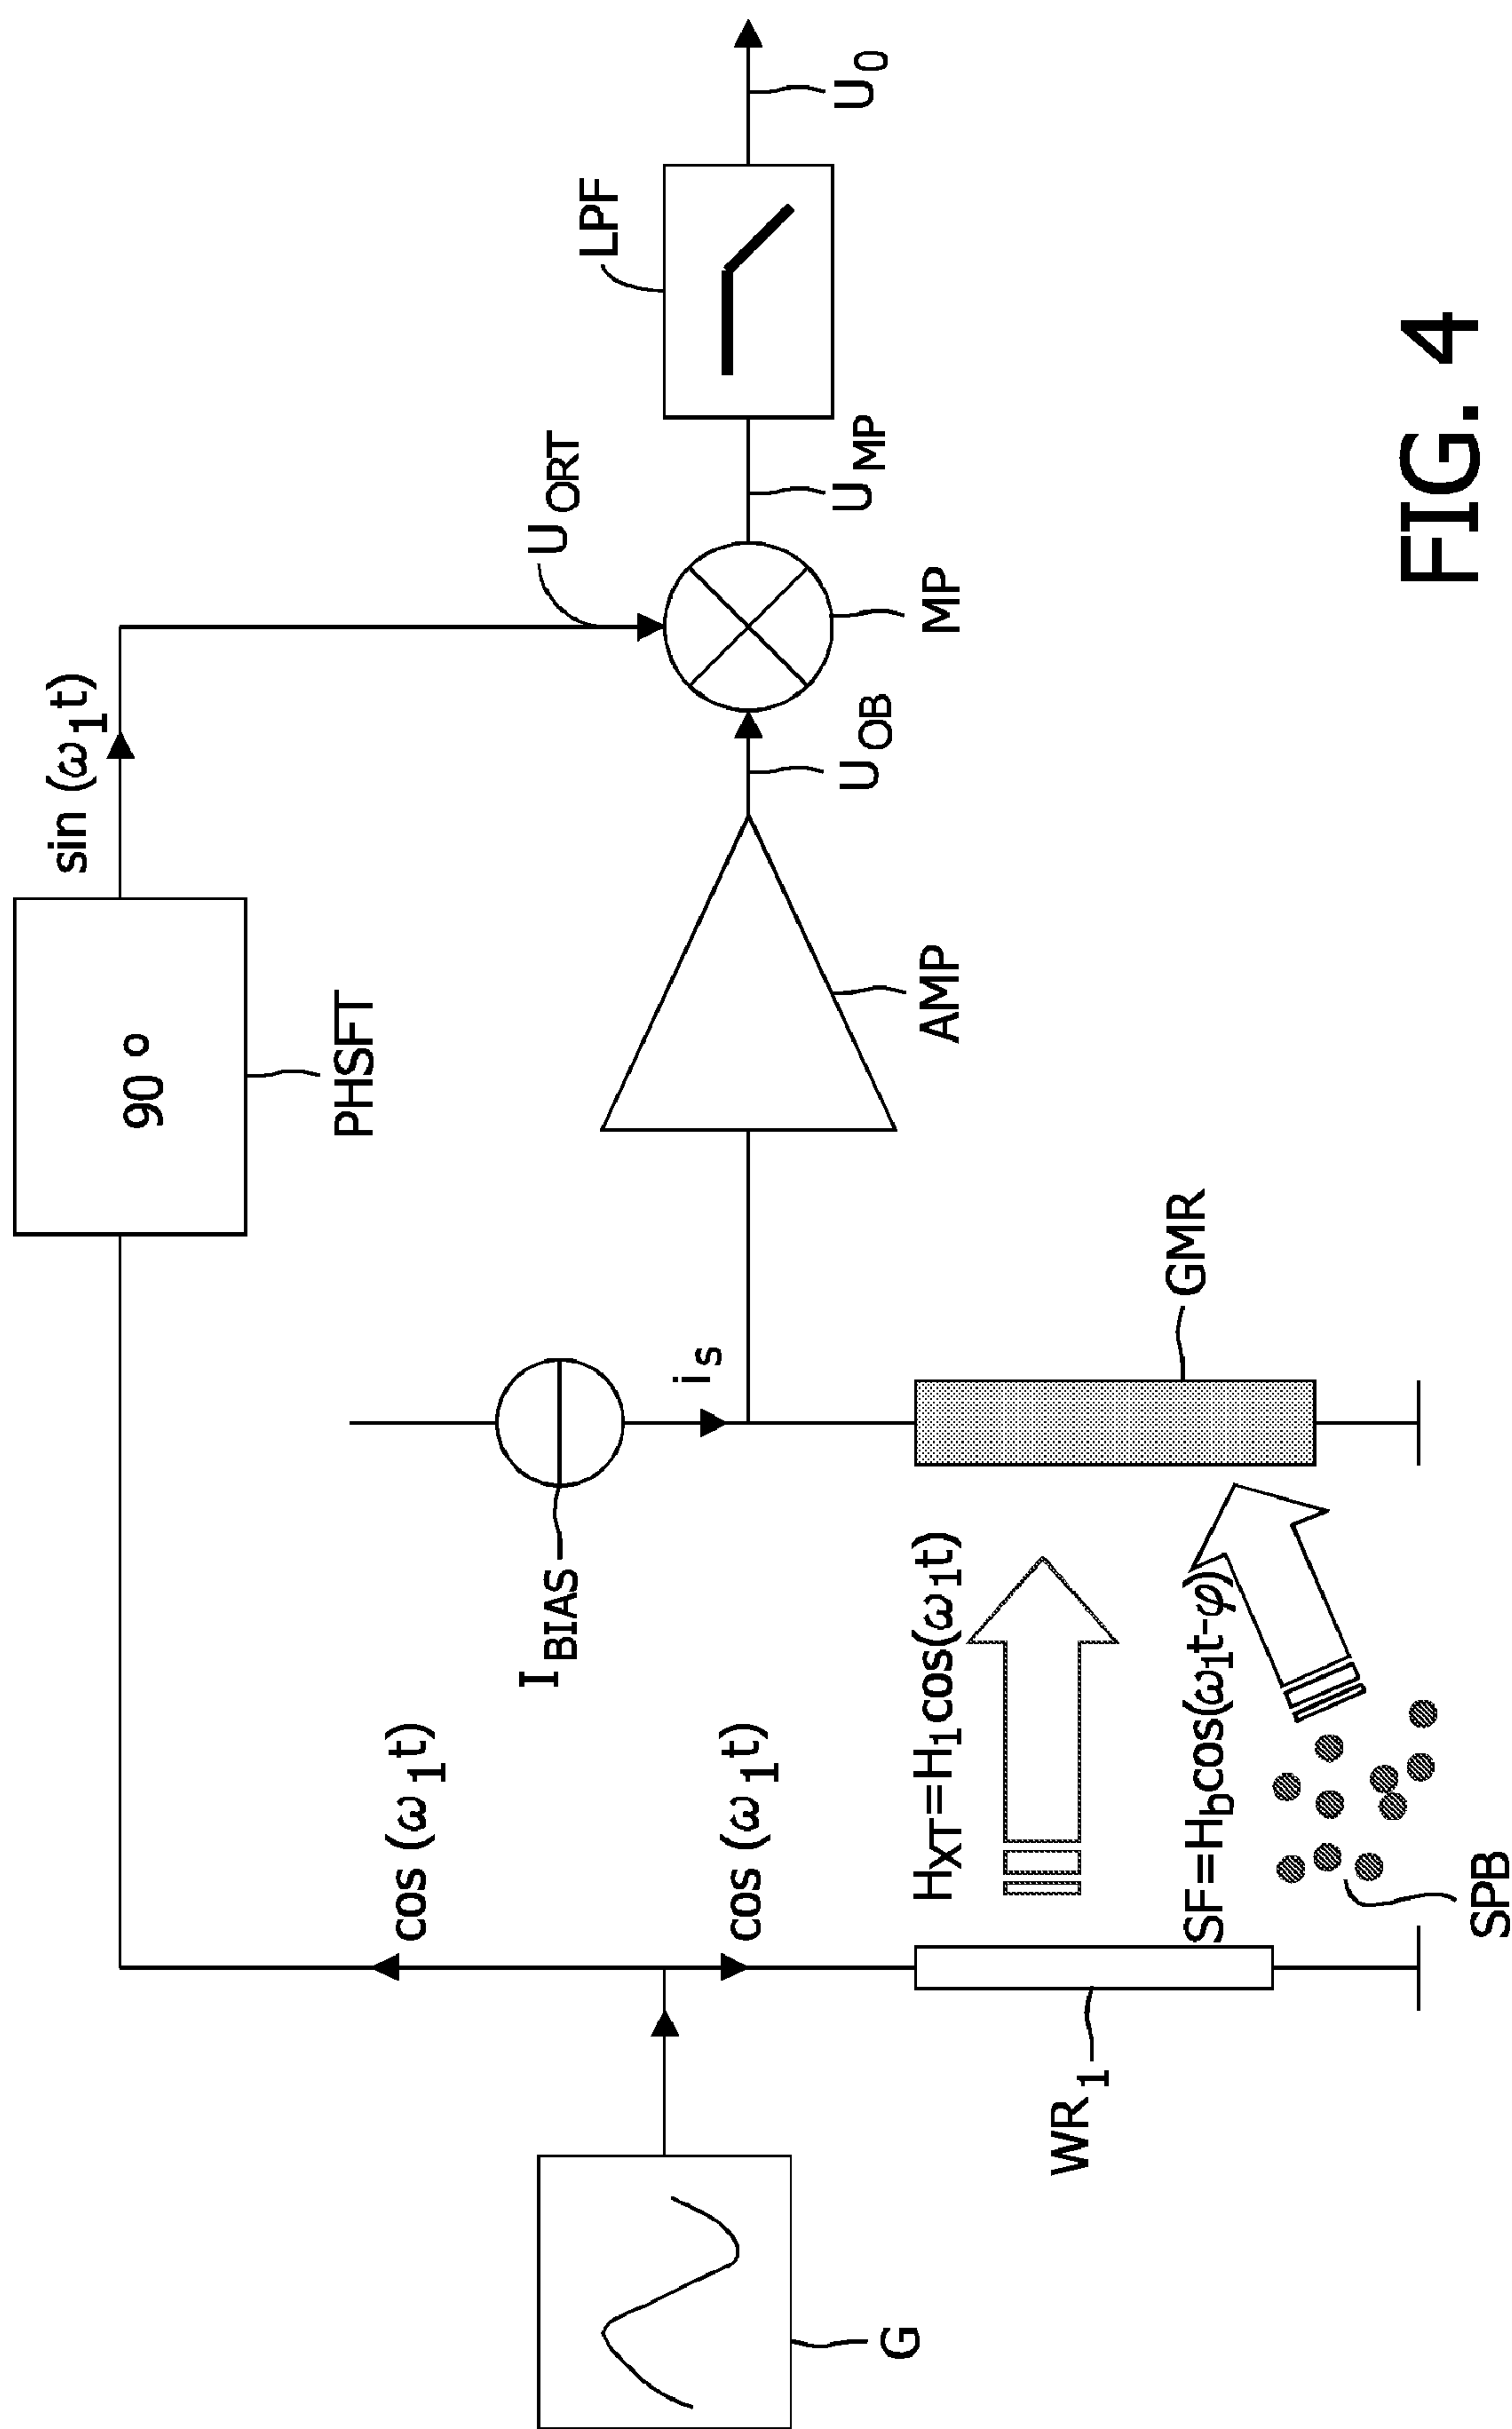 sin (ω1t)
90 o
PHSFT
cos (ω1t)
UORT
LPF
IBIAS
is
cos (ω1t)
UOB
UMP
U0
G
HXT=H1cos(ω1t)
AMP
MP
WR1
SF=Hbcos(ω1t-φ)
GMR
SPB
FIG. 4